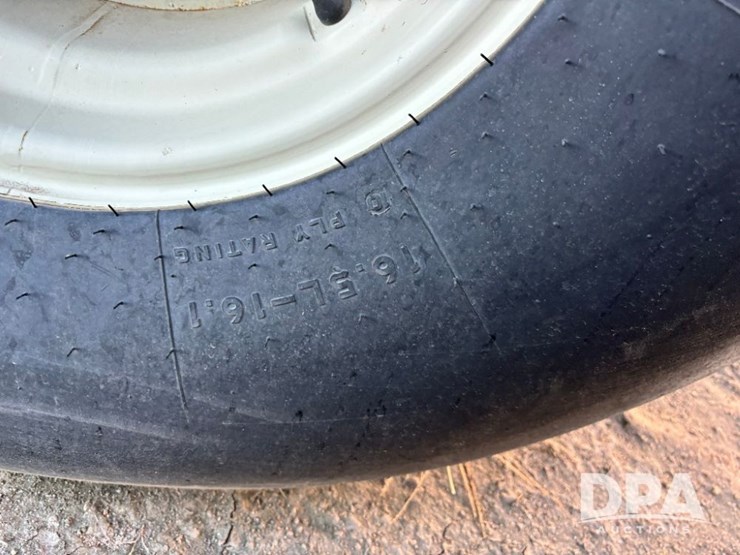 16.5L-16.1
10 PLY RATING
DPA
AUCTIONS